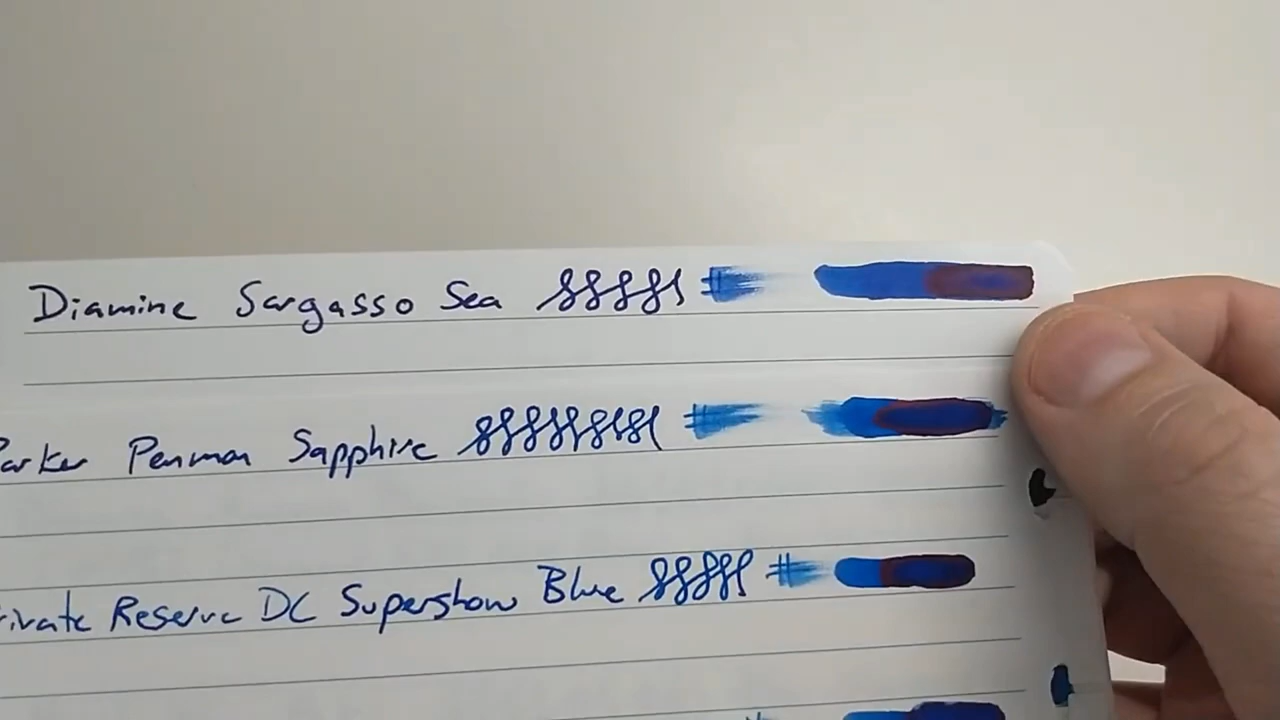 Diamine Sargasso Sea
Parker Penman Sapphire
Private Reserve DC Supershow Blue